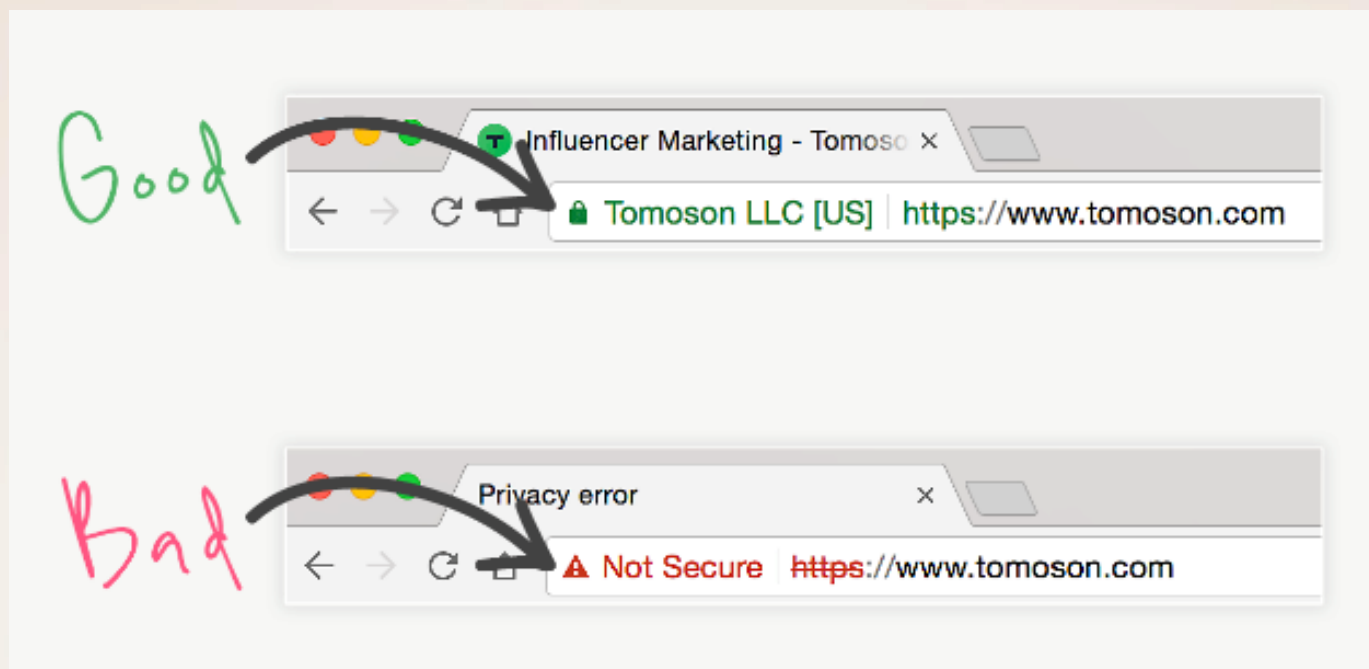 Good
Influencer Marketing - Tomoso
Tomoson LLC [US] https://www.tomoson.com
Bad
Privacy error
Not Secure https://www.tomoson.com